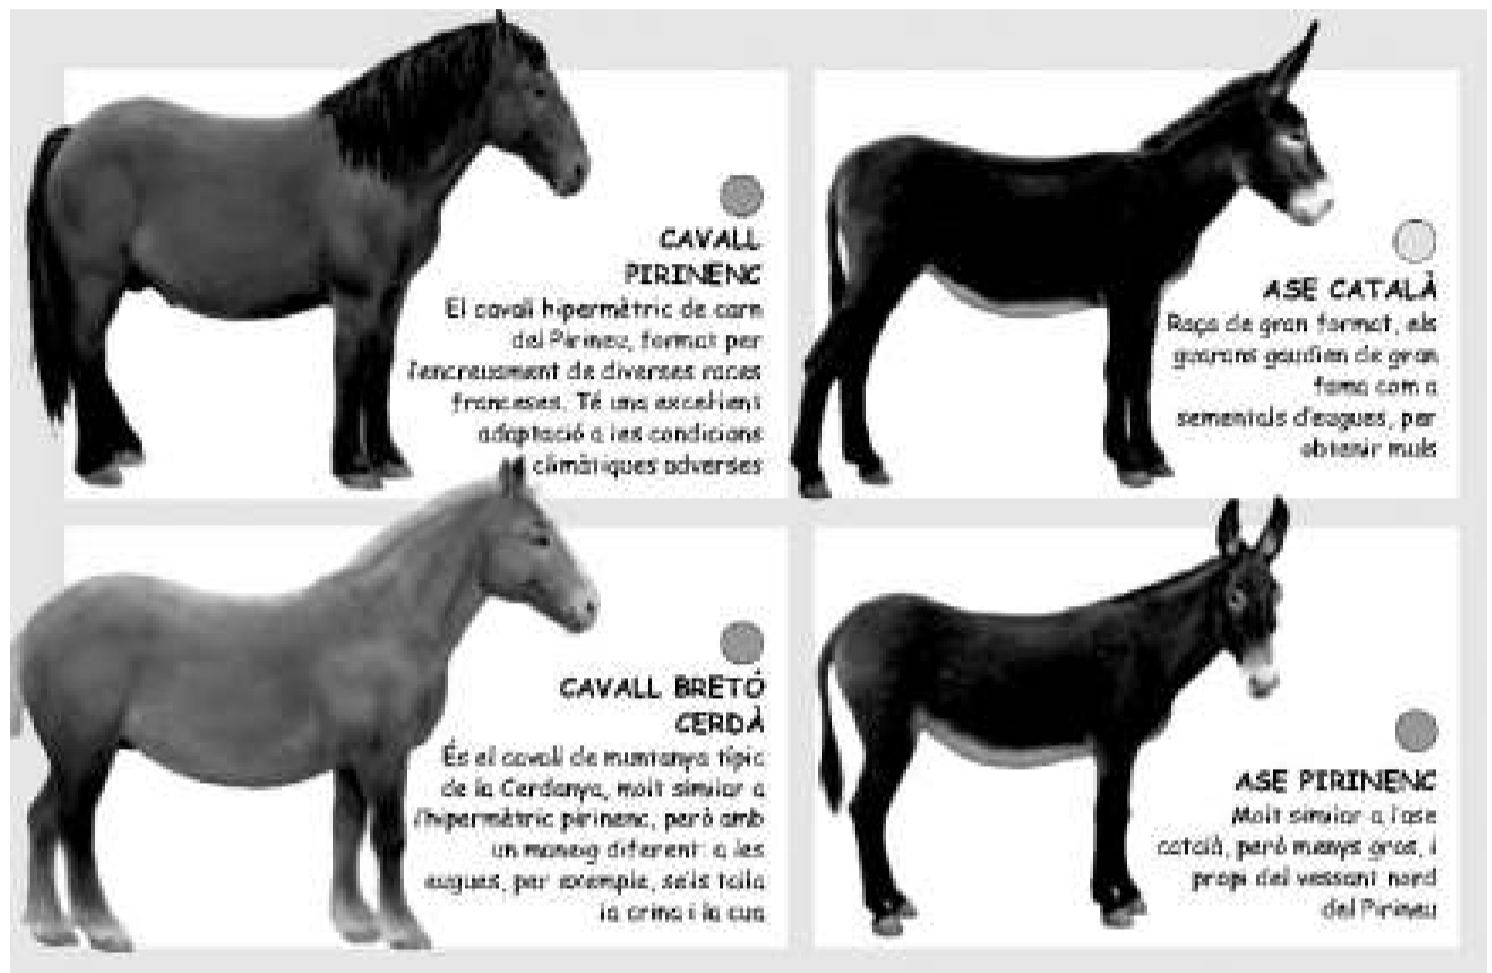 CAVALL
PIRINENC
El cavall hipermètric de carn
del Pirineu, format per
l'encreuament de diverses races
franceses. Té una excel·lent
adaptació a les condicions
climàtiques adverses
ASE CATALÀ
Raça de gran format, els
guarans gaudien de gran
fama com a
sementals d'eugues, per
obtenir muls
CAVALL BRETÓ
CERDÀ
És el cavall de muntanya típic
de la Cerdanya, molt similar a
l'hipermètric pirinenc, però amb
un maneig diferent: a les
eugues, per exemple, se'ls talla
la crina i la cua
ASE PIRINENC
Molt similar a l'ase
català, però menys gros, i
propi del vessant nord
del Pirineu